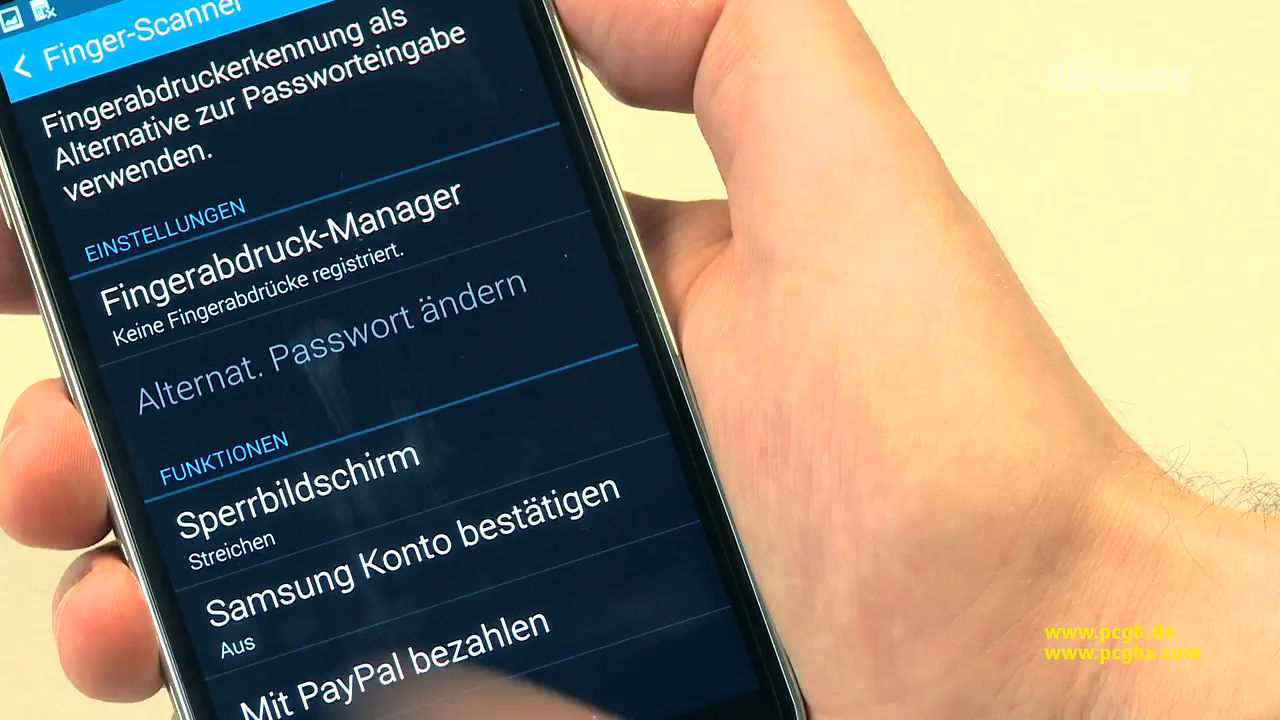 Finger-Scanner
Fingerabdruckerkennung als
Alternative zur Passworteingabe
verwenden.
EINSTELLUNGEN
Fingerabdruck-Manager
Keine Fingerabdrücke registriert.
Alternat. Passwort ändern
FUNKTIONEN
Sperrbildschirm
Streichen
Samsung Konto bestätigen
Aus
Mit PayPal bezahlen
Hardware
www.pcgh.de
www.pcghx.com